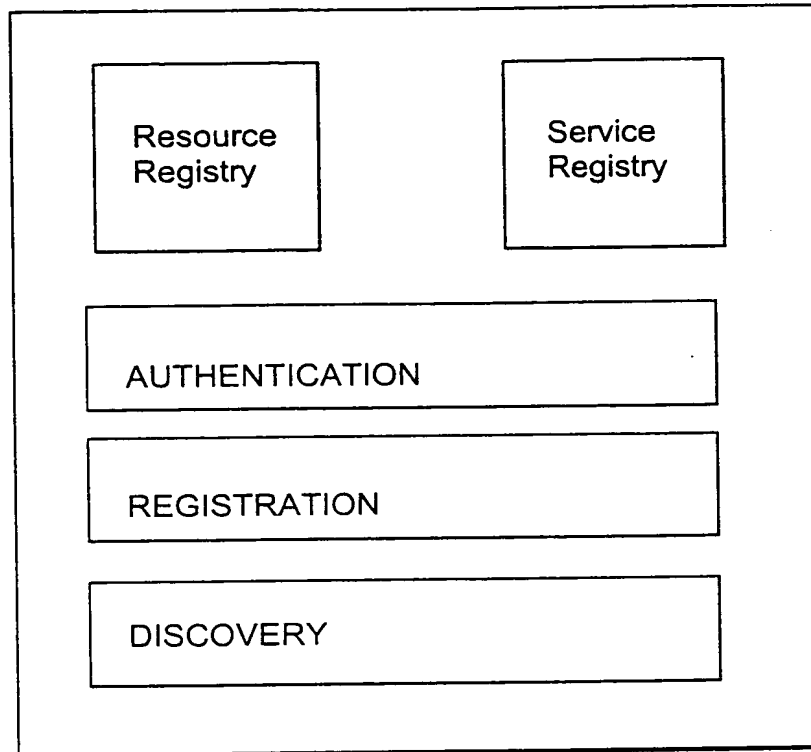 Resource
Registry
Service
Registry
AUTHENTICATION
REGISTRATION
DISCOVERY